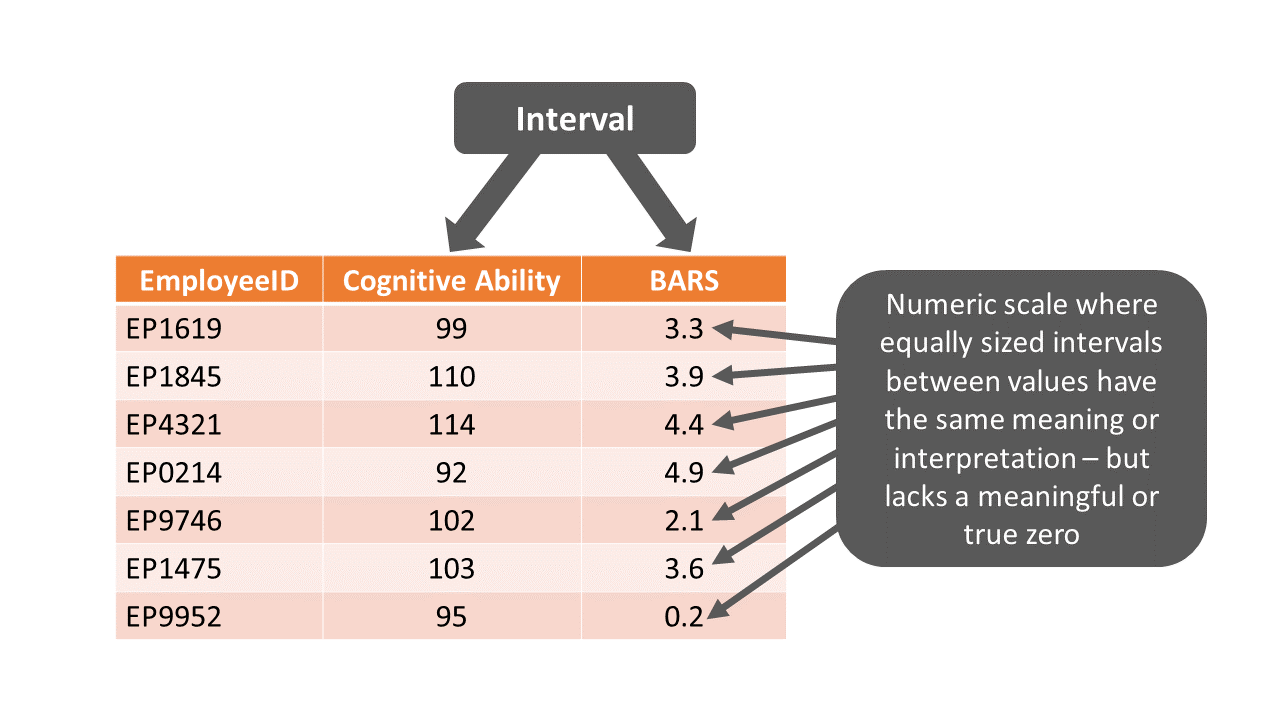 Interval
EmployeeID Cognitive Ability BARS
EP1619 99 3.3
EP1845 110 3.9
EP4321 114 4.4
EP0214 92 4.9
EP9746 102 2.1
EP1475 103 3.6
EP9952 95 0.2
Numeric scale where
equally sized intervals
between values have
the same meaning or
interpretation – but
lacks a meaningful or
true zero